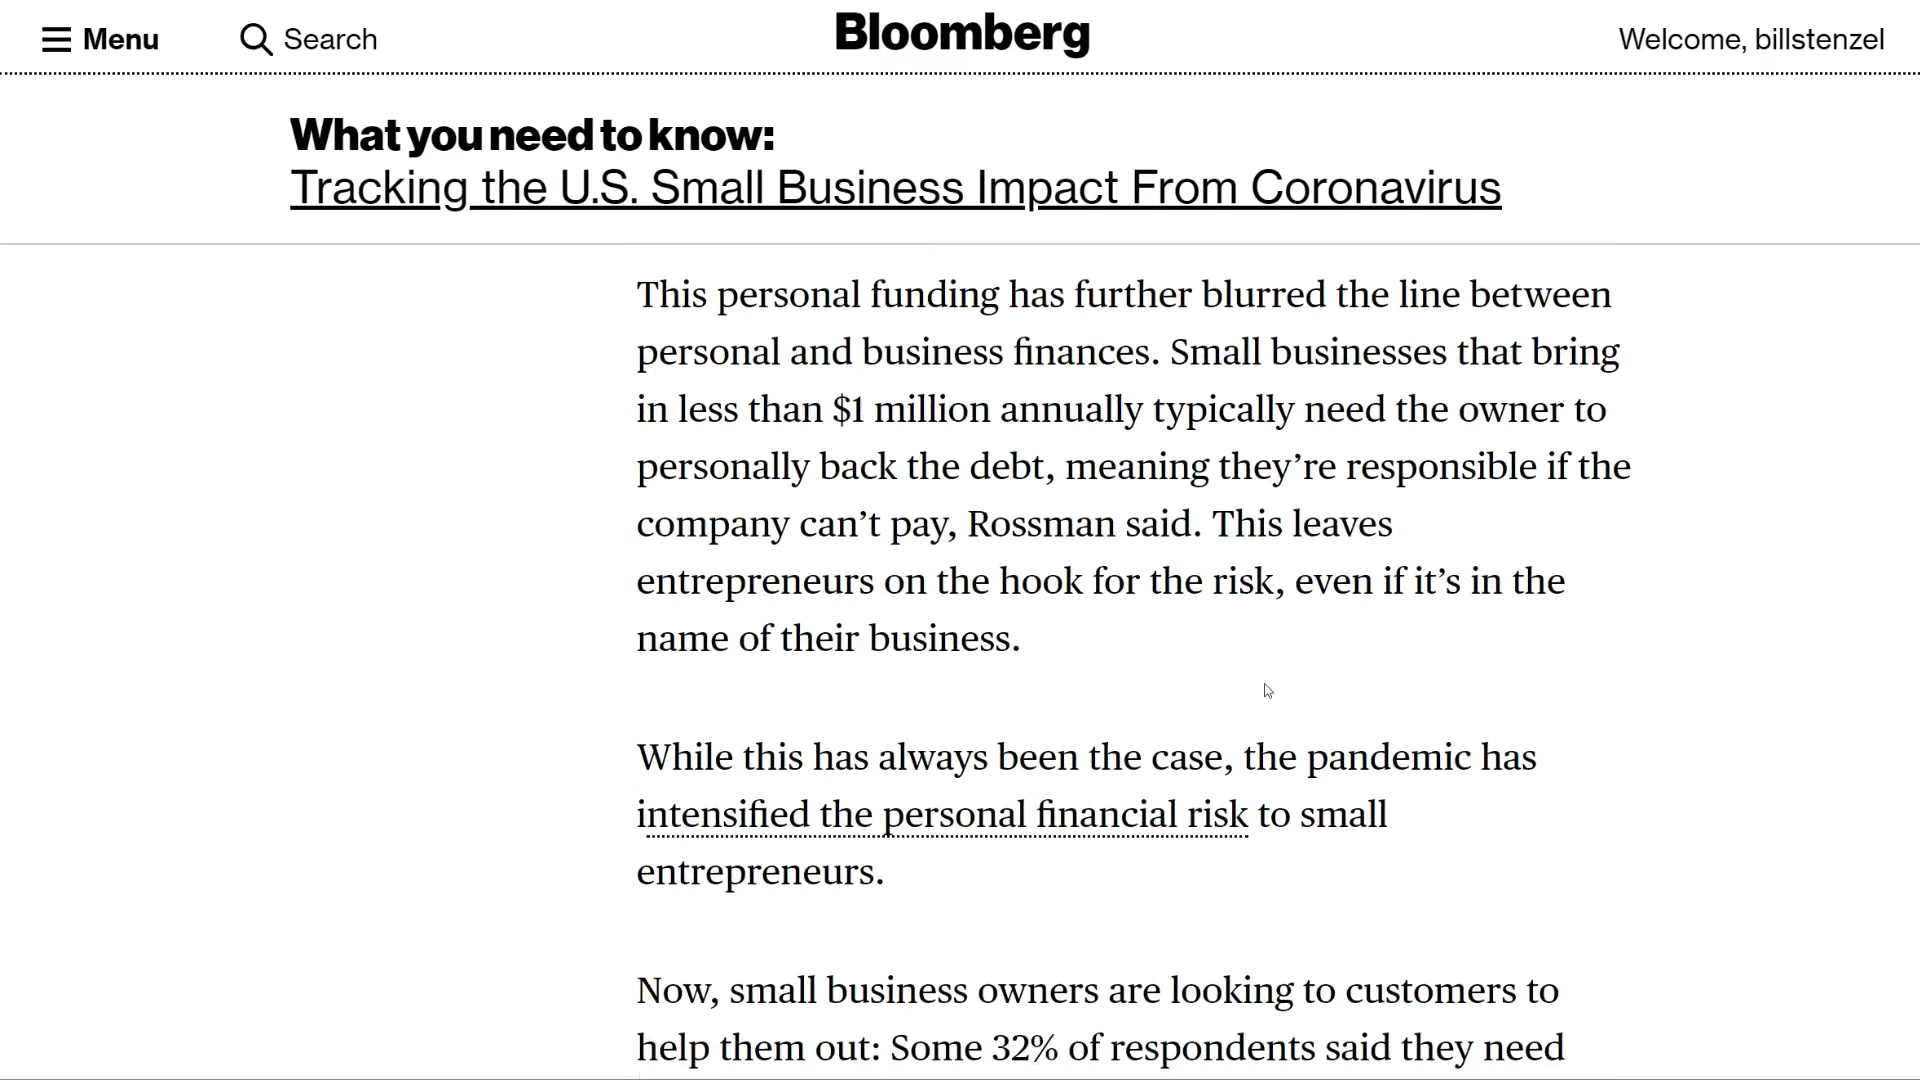 Menu
Search
Bloomberg
Welcome, billstenzel
What you need to know:
Tracking the U.S. Small Business Impact From Coronavirus
This personal funding has further blurred the line between
personal and business finances. Small businesses that bring
in less than $1 million annually typically need the owner to
personally back the debt, meaning they’re responsible if the
company can’t pay, Rossman said. This leaves
entrepreneurs on the hook for the risk, even if it’s in the
name of their business.
While this has always been the case, the pandemic has
intensified the personal financial risk to small
entrepreneurs.
Now, small business owners are looking to customers to
help them out: Some 32% of respondents said they need